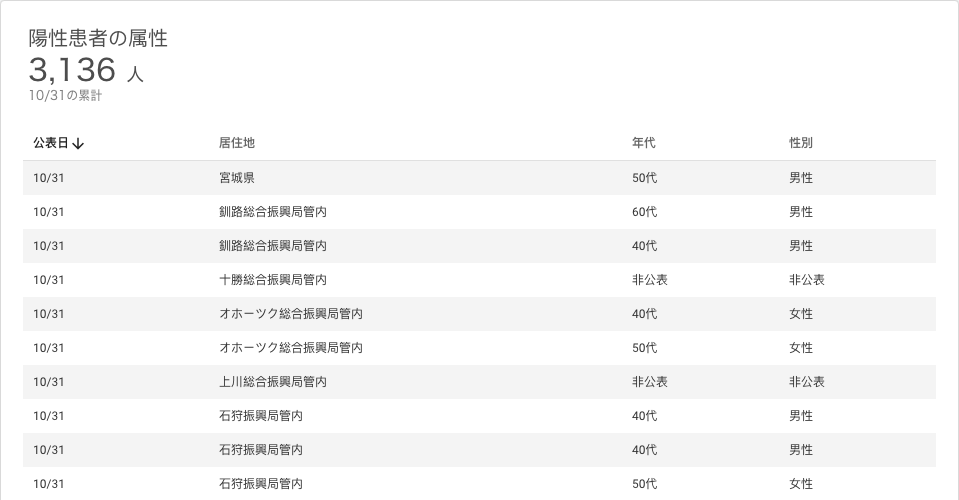 陽性患者の属性
3,136 人
10/31の累計
公表日↓ 居住地 年代 性別
10/31 宮城県 50代 男性
10/31 釧路総合振興局管内 60代 男性
10/31 釧路総合振興局管内 40代 男性
10/31 十勝総合振興局管内 非公表 非公表
10/31 オホーツク総合振興局管内 40代 女性
10/31 オホーツク総合振興局管内 50代 女性
10/31 上川総合振興局管内 非公表 非公表
10/31 石狩振興局管内 40代 男性
10/31 石狩振興局管内 40代 男性
10/31 石狩振興局管内 50代 女性